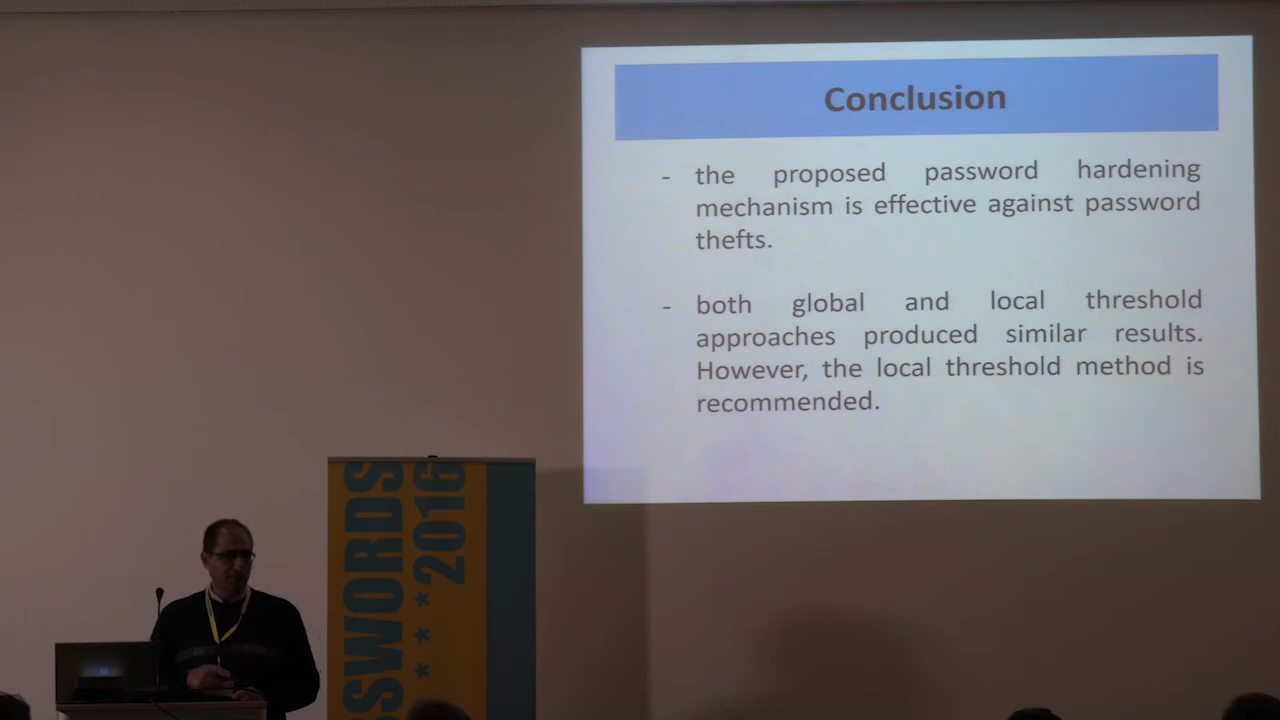 Conclusion
- the proposed password hardening
mechanism is effective against password
thefts.
- both global and local threshold
approaches produced similar results.
However, the local threshold method is
recommended.
SSWORDS
* * * *2016